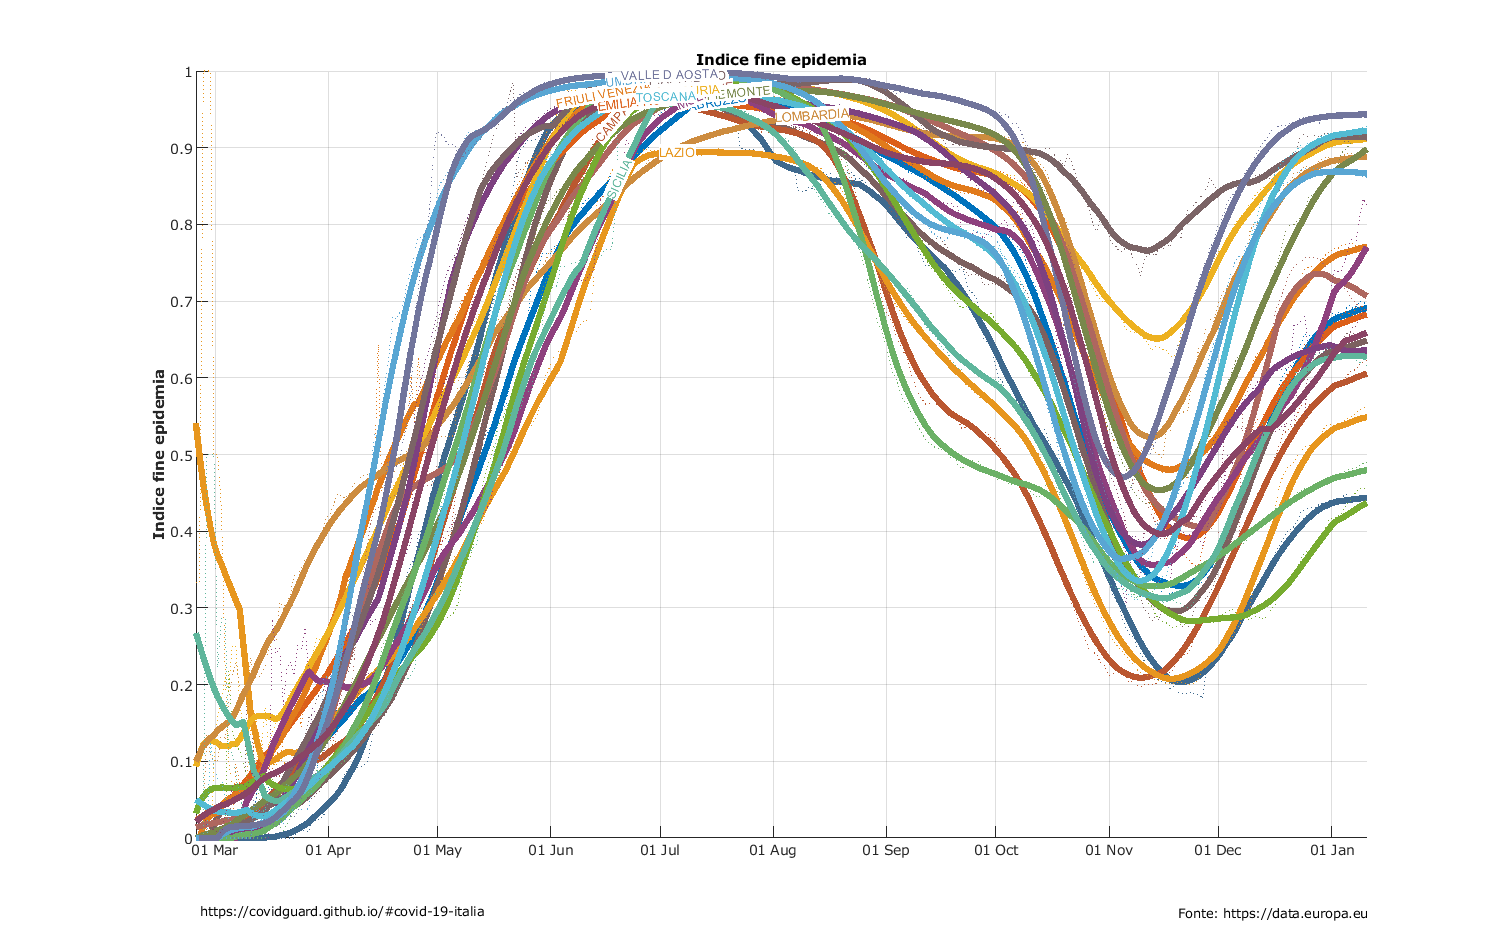 Indice fine epidemia
1
0.9
0.8
0.7
0.6
0.5
0.4
0.3
0.2
0.1
0
Indice fine epidemia
VALLE D AOSTA
FRIULI VENEZ
TOSCANA
EMILIA
LOMBARDIA
LAZIO
SICILIA
01 Mar
01 Apr
01 May
01 Jun
01 Jul
01 Aug
01 Sep
01 Oct
01 Nov
01 Dec
01 Jan
https://covidguard.github.io/#covid-19-italia
Fonte: https://data.europa.eu